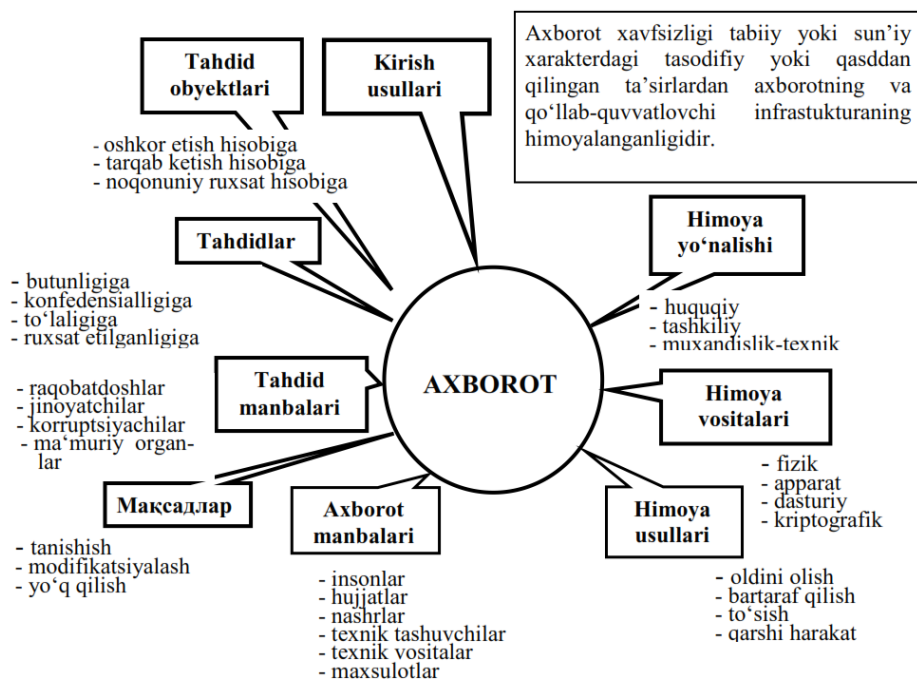 Tahdid
obyektlari
- oshkor etish hisobiga
- tarqab ketish hisobiga
- noqonuniy ruxsat hisobiga
Kirish
usullari
Axborot xavfsizligi tabiiy yoki sun’iy
xarakterdagi tasodifiy yoki qasddan
qilingan ta’sirlardan axborotning va
qo‘llab-quvvatlovchi infrastukturaning
himoyalanganligidir.
Tahdidlar
- butunligiga
- konfedensialligiga
- to‘laligiga
- ruxsat etilganligiga
Himoya
yo‘nalishi
- huquqiy
- tashkiliy
- muxandislik-texnik
Tahdid
manbalari
- raqobatdoshlar
- jinoyatchilar
- korruptsiyachilar
- ma‘muriy organ-
lar
AXBOROT
Himoya
vositalari
- fizik
- apparat
- dasturiy
- kriptografik
Мақсадлар
- tanishish
- modifikatsiyalash
- yo‘q qilish
Axborot
manbalari
- insonlar
- hujjatlar
- nashrlar
- texnik tashuvchilar
- texnik vositalar
- maxsulotlar
Himoya
usullari
- oldini olish
- bartaraf qilish
- to‘sish
- qarshi harakat